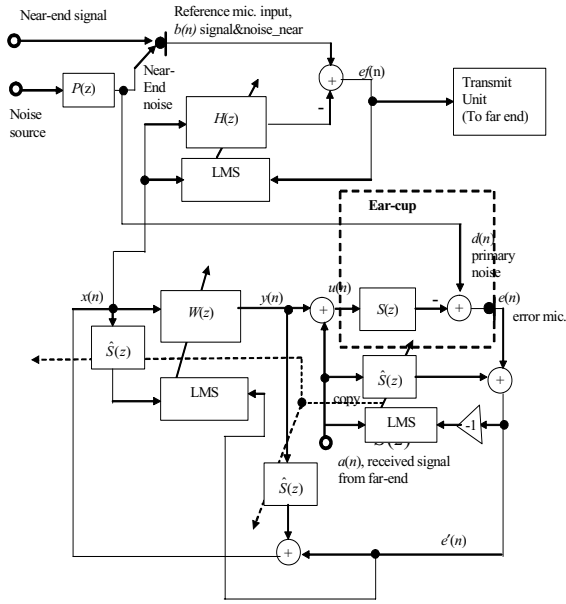 Near-end signal
Reference mic. input,
b(n) signal&noise_near
ef(n)
P(z)
Near-
End
noise
Noise
source
+
-
H(z)
LMS
Transmit
Unit
(To far end)
Ear-cup
d(n)
primary
noise
x(n)
y(n)
u(n)
e(n)
W(z)
+
S(z)
-
+
error mic.
Ŝ(z)
Ŝ(z)
+
LMS
copy
LMS
-1
a(n), received signal
from far-end
Ŝ(z)
+
e'(n)